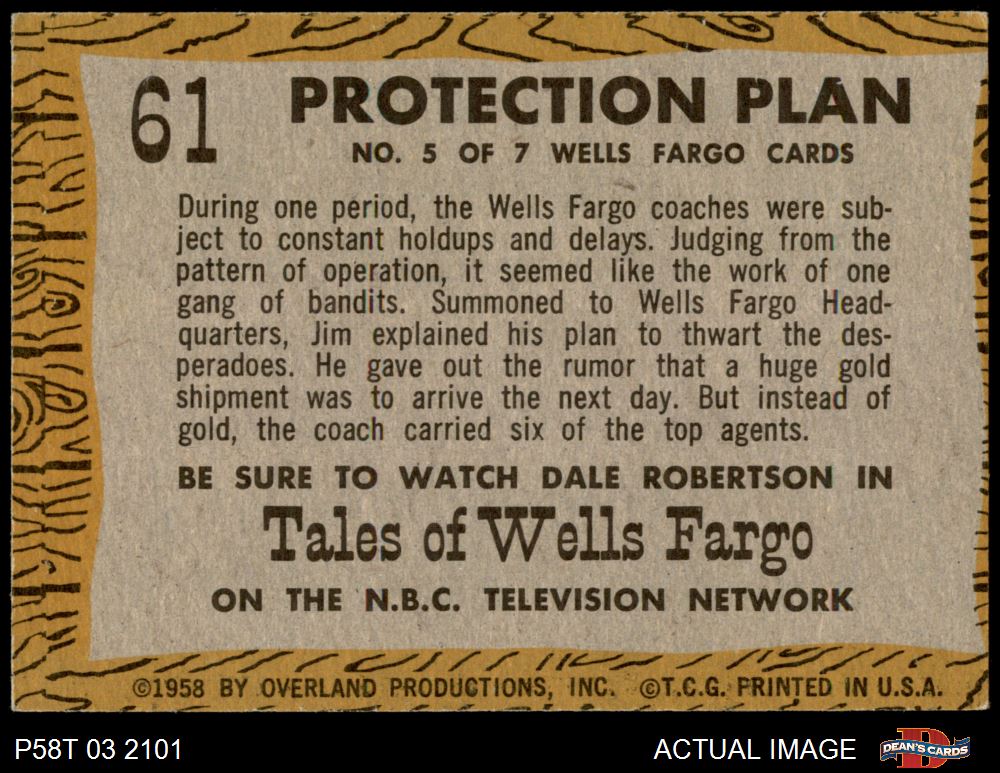 61
PROTECTION PLAN
NO. 5 OF 7 WELLS FARGO CARDS
During one period, the Wells Fargo coaches were sub-
ject to constant holdups and delays. Judging from the
pattern of operation, it seemed like the work of one
gang of bandits. Summoned to Wells Fargo Head-
quarters, Jim explained his plan to thwart the des-
peradoes. He gave out the rumor that a huge gold
shipment was to arrive the next day. But instead of
gold, the coach carried six of the top agents.
BE SURE TO WATCH DALE ROBERTSON IN
Tales of Wells Fargo
ON THE N.B.C. TELEVISION NETWORK
©1958 BY OVERLAND PRODUCTIONS, INC. ©T.C.G. PRINTED IN U.S.A.
P58T 03 2101
ACTUAL IMAGE
DEAN'S CARDS